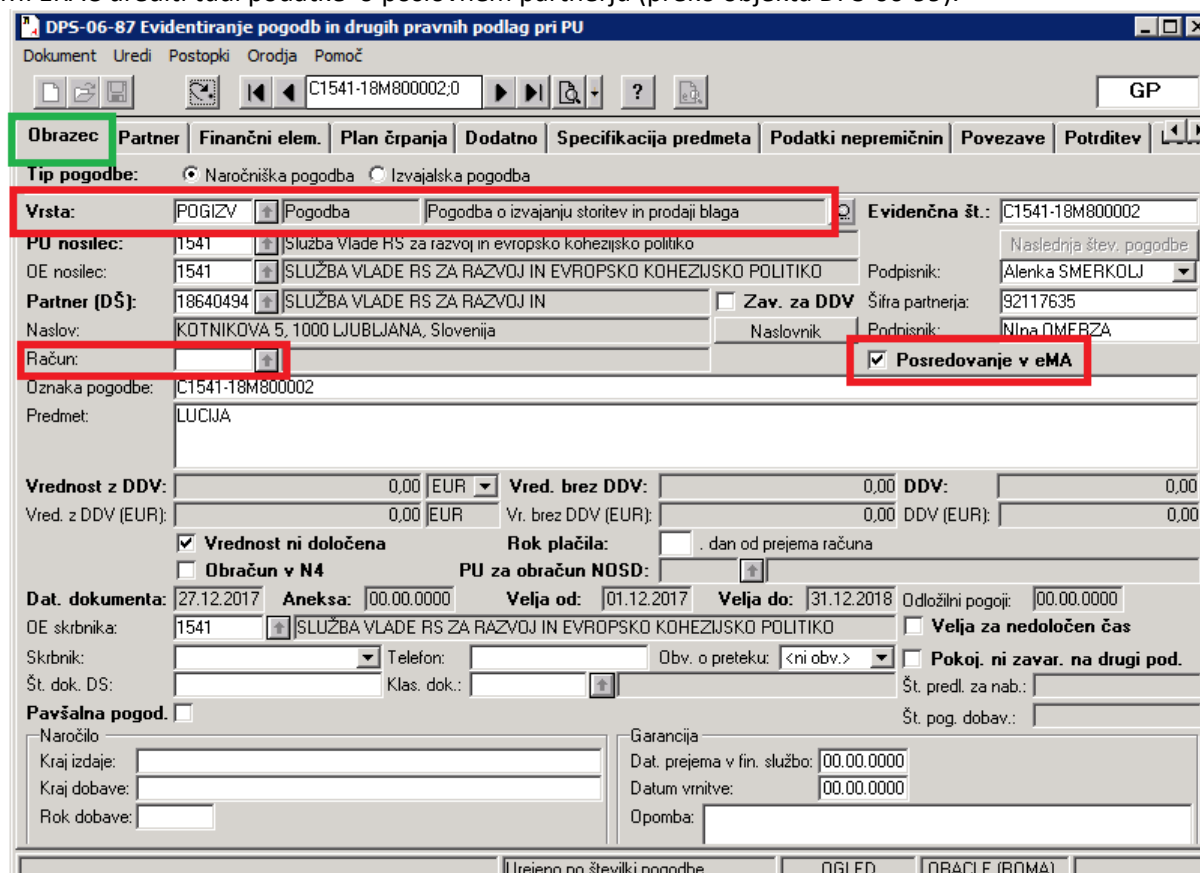 DPS-06-87 Evidentiranje pogodb in drugih pravnih podlag pri PU
Dokument Uredi Postopki Orodja Pomoč
C1541-18M800002;0 ? GP
Obrazec Partner Finančni elem. Plan črpanja Dodatno Specifikacija predmeta Podatki nepremičnin Povezave Potrditev
Tip pogodbe: Naročniška pogodba Izvajalska pogodba
Vrsta: POGIZV Pogodba Pogodba o izvajanju storitev in prodaji blaga Evidenčna št.: C1541-18M800002
PU nosilec: 1541 Služba Vlade RS za razvoj in evropsko kohezijsko politiko Naslednja štev. pogodbe
OE nosilec: 1541 SLUŽBA VLADE RS ZA RAZVOJ IN EVROPSKO KOHEZIJSKO POLITIKO Podpisnik: Alenka SMERKOLJ
Partner (DŠ): 18640494 SLUŽBA VLADE RS ZA RAZVOJ IN Zav. za DDV Šifra partnerja: 92117635
Naslov: KOTNIKOVA 5, 1000 LJUBLJANA, Slovenija Naslovnik Podpisnik: NIna OMERZA
Račun: Posredovanje v eMA
Oznaka pogodbe: C1541-18M800002
Predmet: LUCIJA
Vrednost z DDV: 0,00 EUR Vred. brez DDV: 0,00 DDV: 0,00
Vred. z DDV (EUR): 0,00 EUR Vr. brez DDV (EUR): 0,00 DDV (EUR): 0,00
Vrednost ni določena Rok plačila: . dan od prejema računa
Obračun v N4 PU za obračun NOSD:
Dat. dokumenta: 27.12.2017 Aneksa: 00.00.0000 Velja od: 01.12.2017 Velja do: 31.12.2018 Odložilni pogoji: 00.00.0000
OE skrbnika: 1541 SLUŽBA VLADE RS ZA RAZVOJ IN EVROPSKO KOHEZIJSKO POLITIKO Velja za nedoločen čas
Skrbnik: Telefon: Obv. o preteku: <ni obv.> Pokoj. ni zavar. na drugi pod.
Št. dok. DS: Klas. dok.: Št. predl. za nab.:
Pavšalna pogod. Št. pog. dobav.:
Naročilo Garancija
Kraj izdaje: Dat. prejema v fin. službo: 00.00.0000
Kraj dobave: Datum vrnitve: 00.00.0000
Rok dobave: Opomba:
Urejeno po številki pogodbe OGLED ORACLE (ROMA)